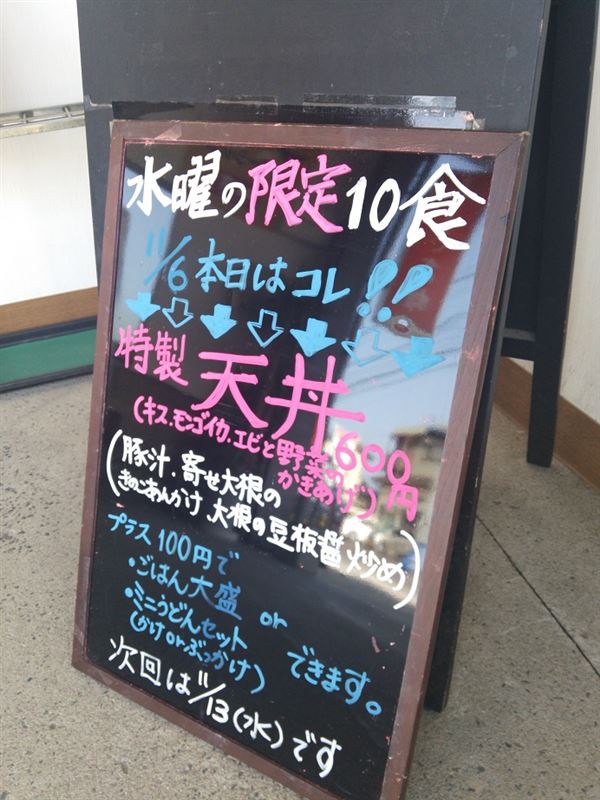 水曜の限定10食
11/6 本日はコレ!!
特製 天丼
(キス、モンゴイカ、エビと野菜のかきあげ) 600円
(豚汁、寄せ大根の
きのこあんかけ 大根の豆板醤炒め)
プラス100円で
・ごはん大盛 or
・ミニうどんセット
(かけ or ぶっかけ) できます。
次回は11/13(水)です